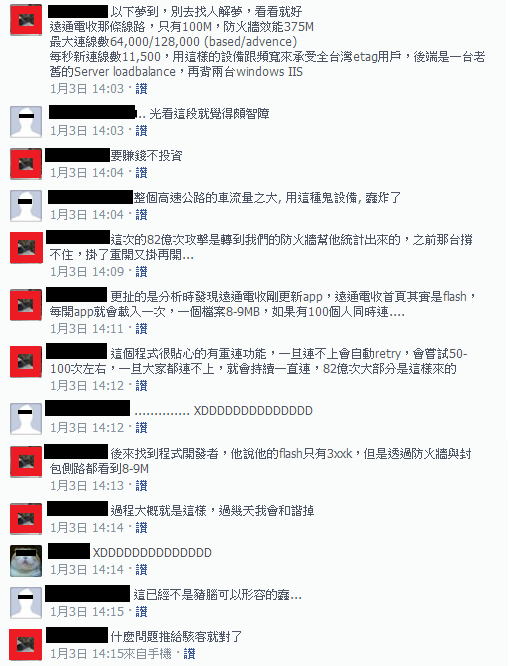 以下夢到，別去找人解夢，看看就好
遠通電收那條線路，只有100M，防火牆效能375M
最大連線數64,000/128,000 (based/advence)
每秒新連線數11,500，用這樣的設備跟頻寬來承受全台灣etag用戶，後端是一台老
舊的Server loadbalance，再背兩台windows IIS
1月3日 14:03 · 讚
.. 光看這段就覺得頗智障
1月3日 14:03 · 讚
要賺錢不投資
1月3日 14:04 · 讚
整個高速公路的車流量之大, 用這種鬼設備, 蠢炸了
1月3日 14:04 · 讚
這次的82億次攻擊是轉到我們的防火牆幫他統計出來的，之前那台撐
不住，掛了重開又掛再開...
1月3日 14:09 · 讚
更扯的是分析時發現遠通電收剛更新app，遠通電收首頁其實是flash，
每開app就會載入一次，一個檔案8-9MB，如果有100個人同時連....
1月3日 14:11 · 讚
這個程式很貼心的有重連功能，一旦連不上會自動retry，會嘗試50-
100次左右，一旦大家都連不上，就會持續一直連，82億次大部分是這樣來的
1月3日 14:12 · 讚
.............. XDDDDDDDDDDDDDD
1月3日 14:12 · 讚
後來找到程式開發者，他說他的flash只有3xxk，但是透過防火牆與封
包側路都看到8-9M
1月3日 14:13 · 讚
過程大概就是這樣，過幾天我會和諧掉
1月3日 14:14 · 讚
XDDDDDDDDDDDDDD
1月3日 14:14 · 讚
這已經不是豬腦可以形容的蠢...
1月3日 14:15 · 讚
什麼問題推給駭客就對了
1月3日 14:15來自手機 · 讚